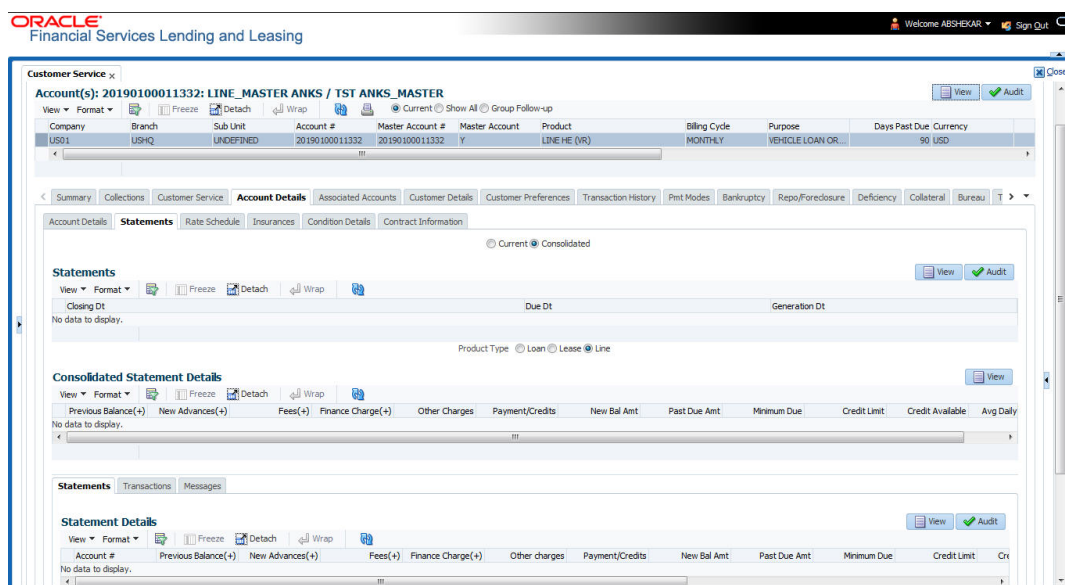 ORACLE
Financial Services Lending and Leasing
Welcome ABSHEKAR Sign Out
Close
Customer Service x
Account(s): 20190100011332: LINE_MASTER ANKS / TST ANKS_MASTER
View Audit
View Format Freeze Detach Wrap Current Show All Group Follow-up
Company Branch Sub Unit Account # Master Account # Master Account Product Billing Cycle Purpose Days Past Due Currency
US01 USHQ UNDEFINED 20190100011332 20190100011332 Y LINE HE (VR) MONTHLY VEHICLE LOAN OR... 90 USD
Summary Collections Customer Service Account Details Associated Accounts Customer Details Customer Preferences Transaction History Pmt Modes Bankruptcy Repo/Foreclosure Deficiency Collateral Bureau T
Account Details Statements Rate Schedule Insurances Condition Details Contract Information
Current Consolidated
Statements
View Audit
View Format Freeze Detach Wrap
Closing Dt Due Dt Generation Dt
No data to display.
Product Type Loan Lease Line
Consolidated Statement Details
View
View Format Freeze Detach Wrap
Previous Balance(+) New Advances(+) Fees(+) Finance Charge(+) Other Charges Payment/Credits New Bal Amt Past Due Amt Minimum Due Credit Limit Credit Available Avg Daily
No data to display.
Statements Transactions Messages
Statement Details
View Audit
View Format Freeze Detach Wrap
Account # Previous Balance(+) New Advances(+) Fees(+) Finance Charge(+) Other charges Payment/Credits New Bal Amt Past Due Amt Minimum Due Credit Limit Cre
No data to display.